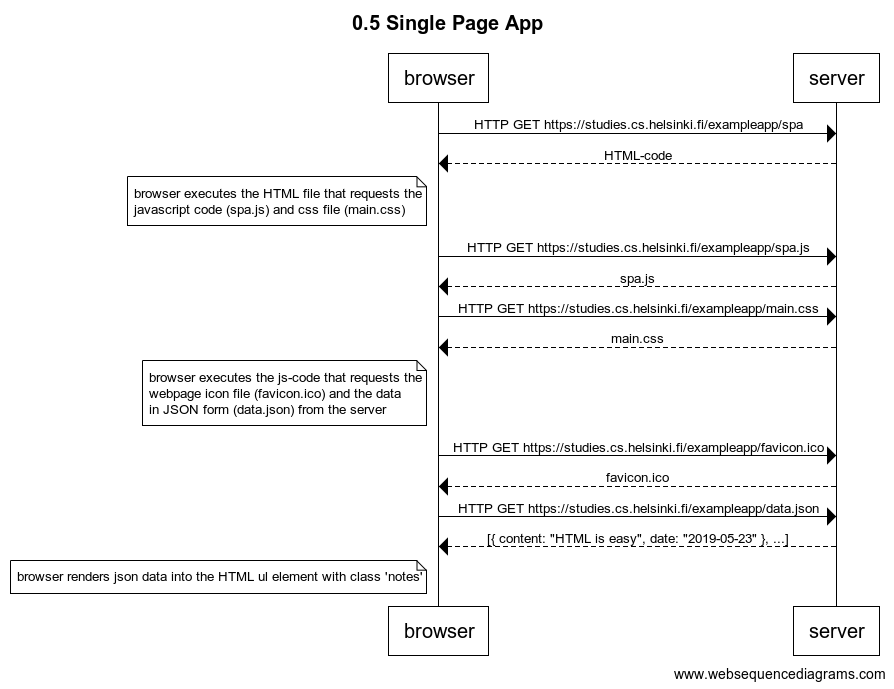 0.5 Single Page App
browser
server
HTTP GET https://studies.cs.helsinki.fi/exampleapp/spa
HTML-code
browser executes the HTML file that requests the
javascript code (spa.js) and css file (main.css)
HTTP GET https://studies.cs.helsinki.fi/exampleapp/spa.js
spa.js
HTTP GET https://studies.cs.helsinki.fi/exampleapp/main.css
main.css
browser executes the js-code that requests the
webpage icon file (favicon.ico) and the data
in JSON form (data.json) from the server
HTTP GET https://studies.cs.helsinki.fi/exampleapp/favicon.ico
favicon.ico
HTTP GET https://studies.cs.helsinki.fi/exampleapp/data.json
[{ content: "HTML is easy", date: "2019-05-23" }, ...]
browser renders json data into the HTML ul element with class 'notes'
browser
server
www.websequencediagrams.com